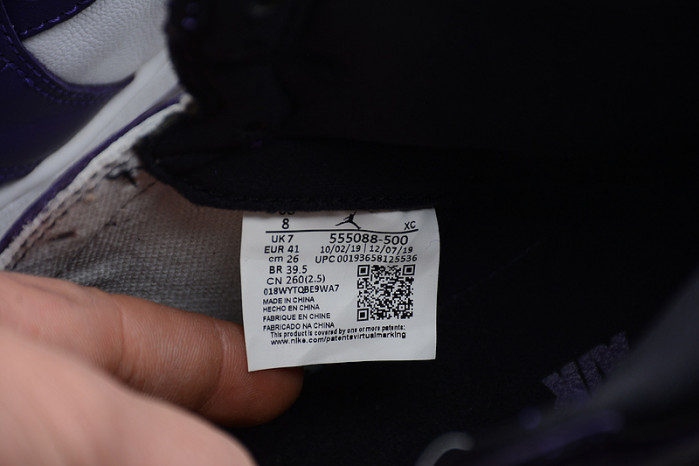 8 XC
UK 7 555088-500
EUR 41 10/02/19 | 12/07/19
cm 26 UPC 00193658125536
BR 39.5
CN 260(2.5)
018WYTQBE9WA7
MADE IN CHINA
HECHO EN CHINA
FABRIQUE EN CHINE
FABRICADO NA CHINA
This product is covered by one or more patents:
www.nike.com/patentsvirtualmarking